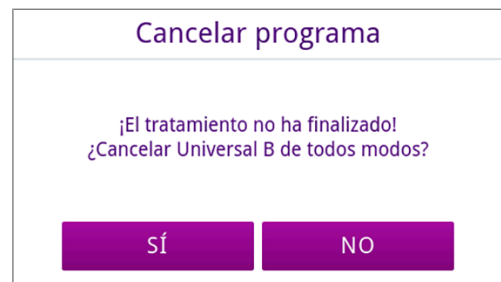 Cancelar programa
¡El tratamiento no ha finalizado!
¿Cancelar Universal B de todos modos?
SÍ
NO